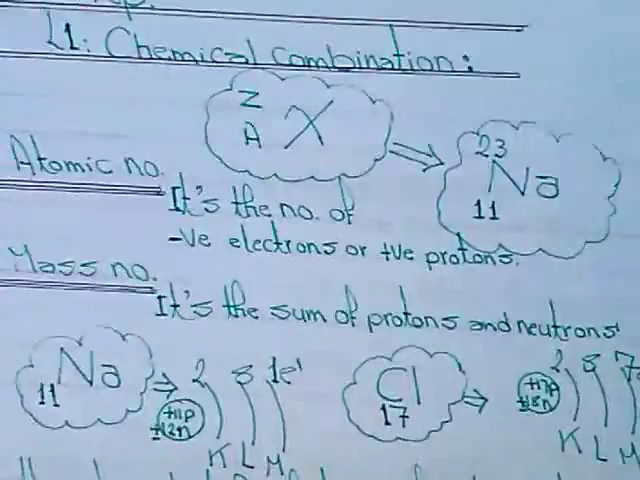 L1: Chemical combination:
Z
A X
23
Na
11
Atomic no.
It's the no. of
-ve electrons or +ve protons.
Mass no.
It's the sum of protons and neutrons
11 Na 2 8 1e
+11p
±12n
K L M
Cl
17
2 8 7
+17p
±18n
K L M